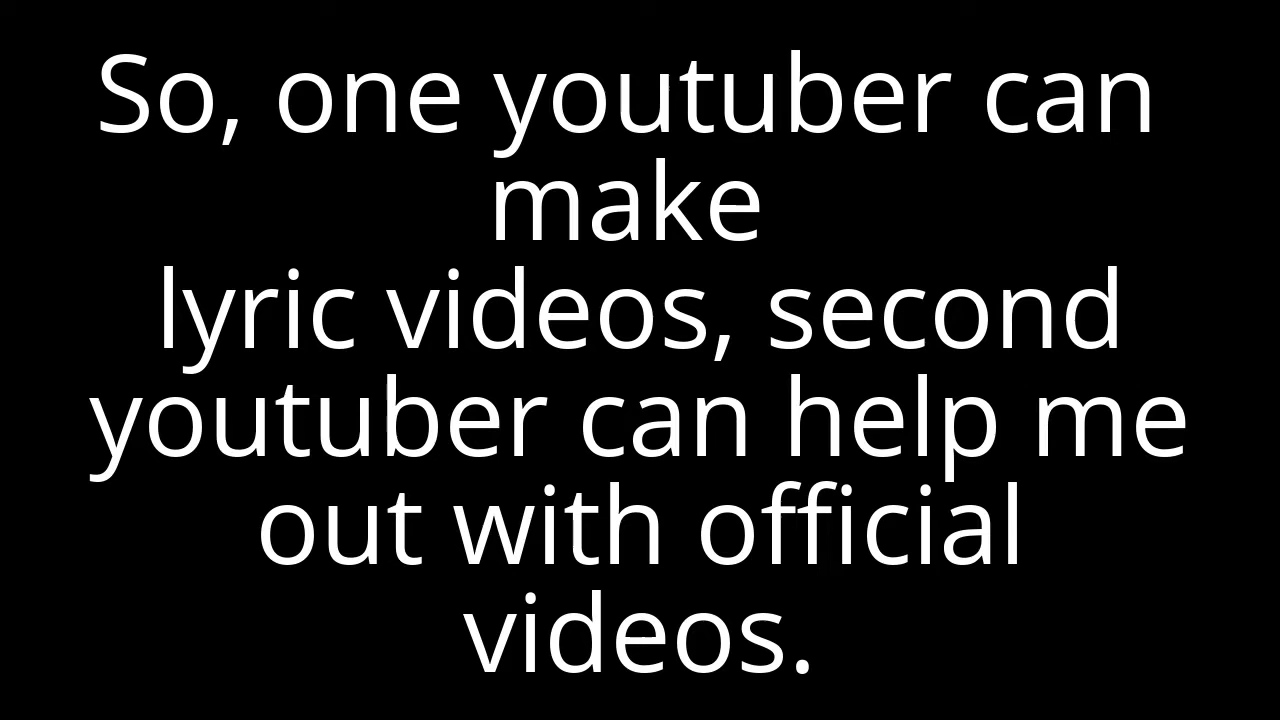 So, one youtuber can
make
lyric videos, second
youtuber can help me
out with official
videos.